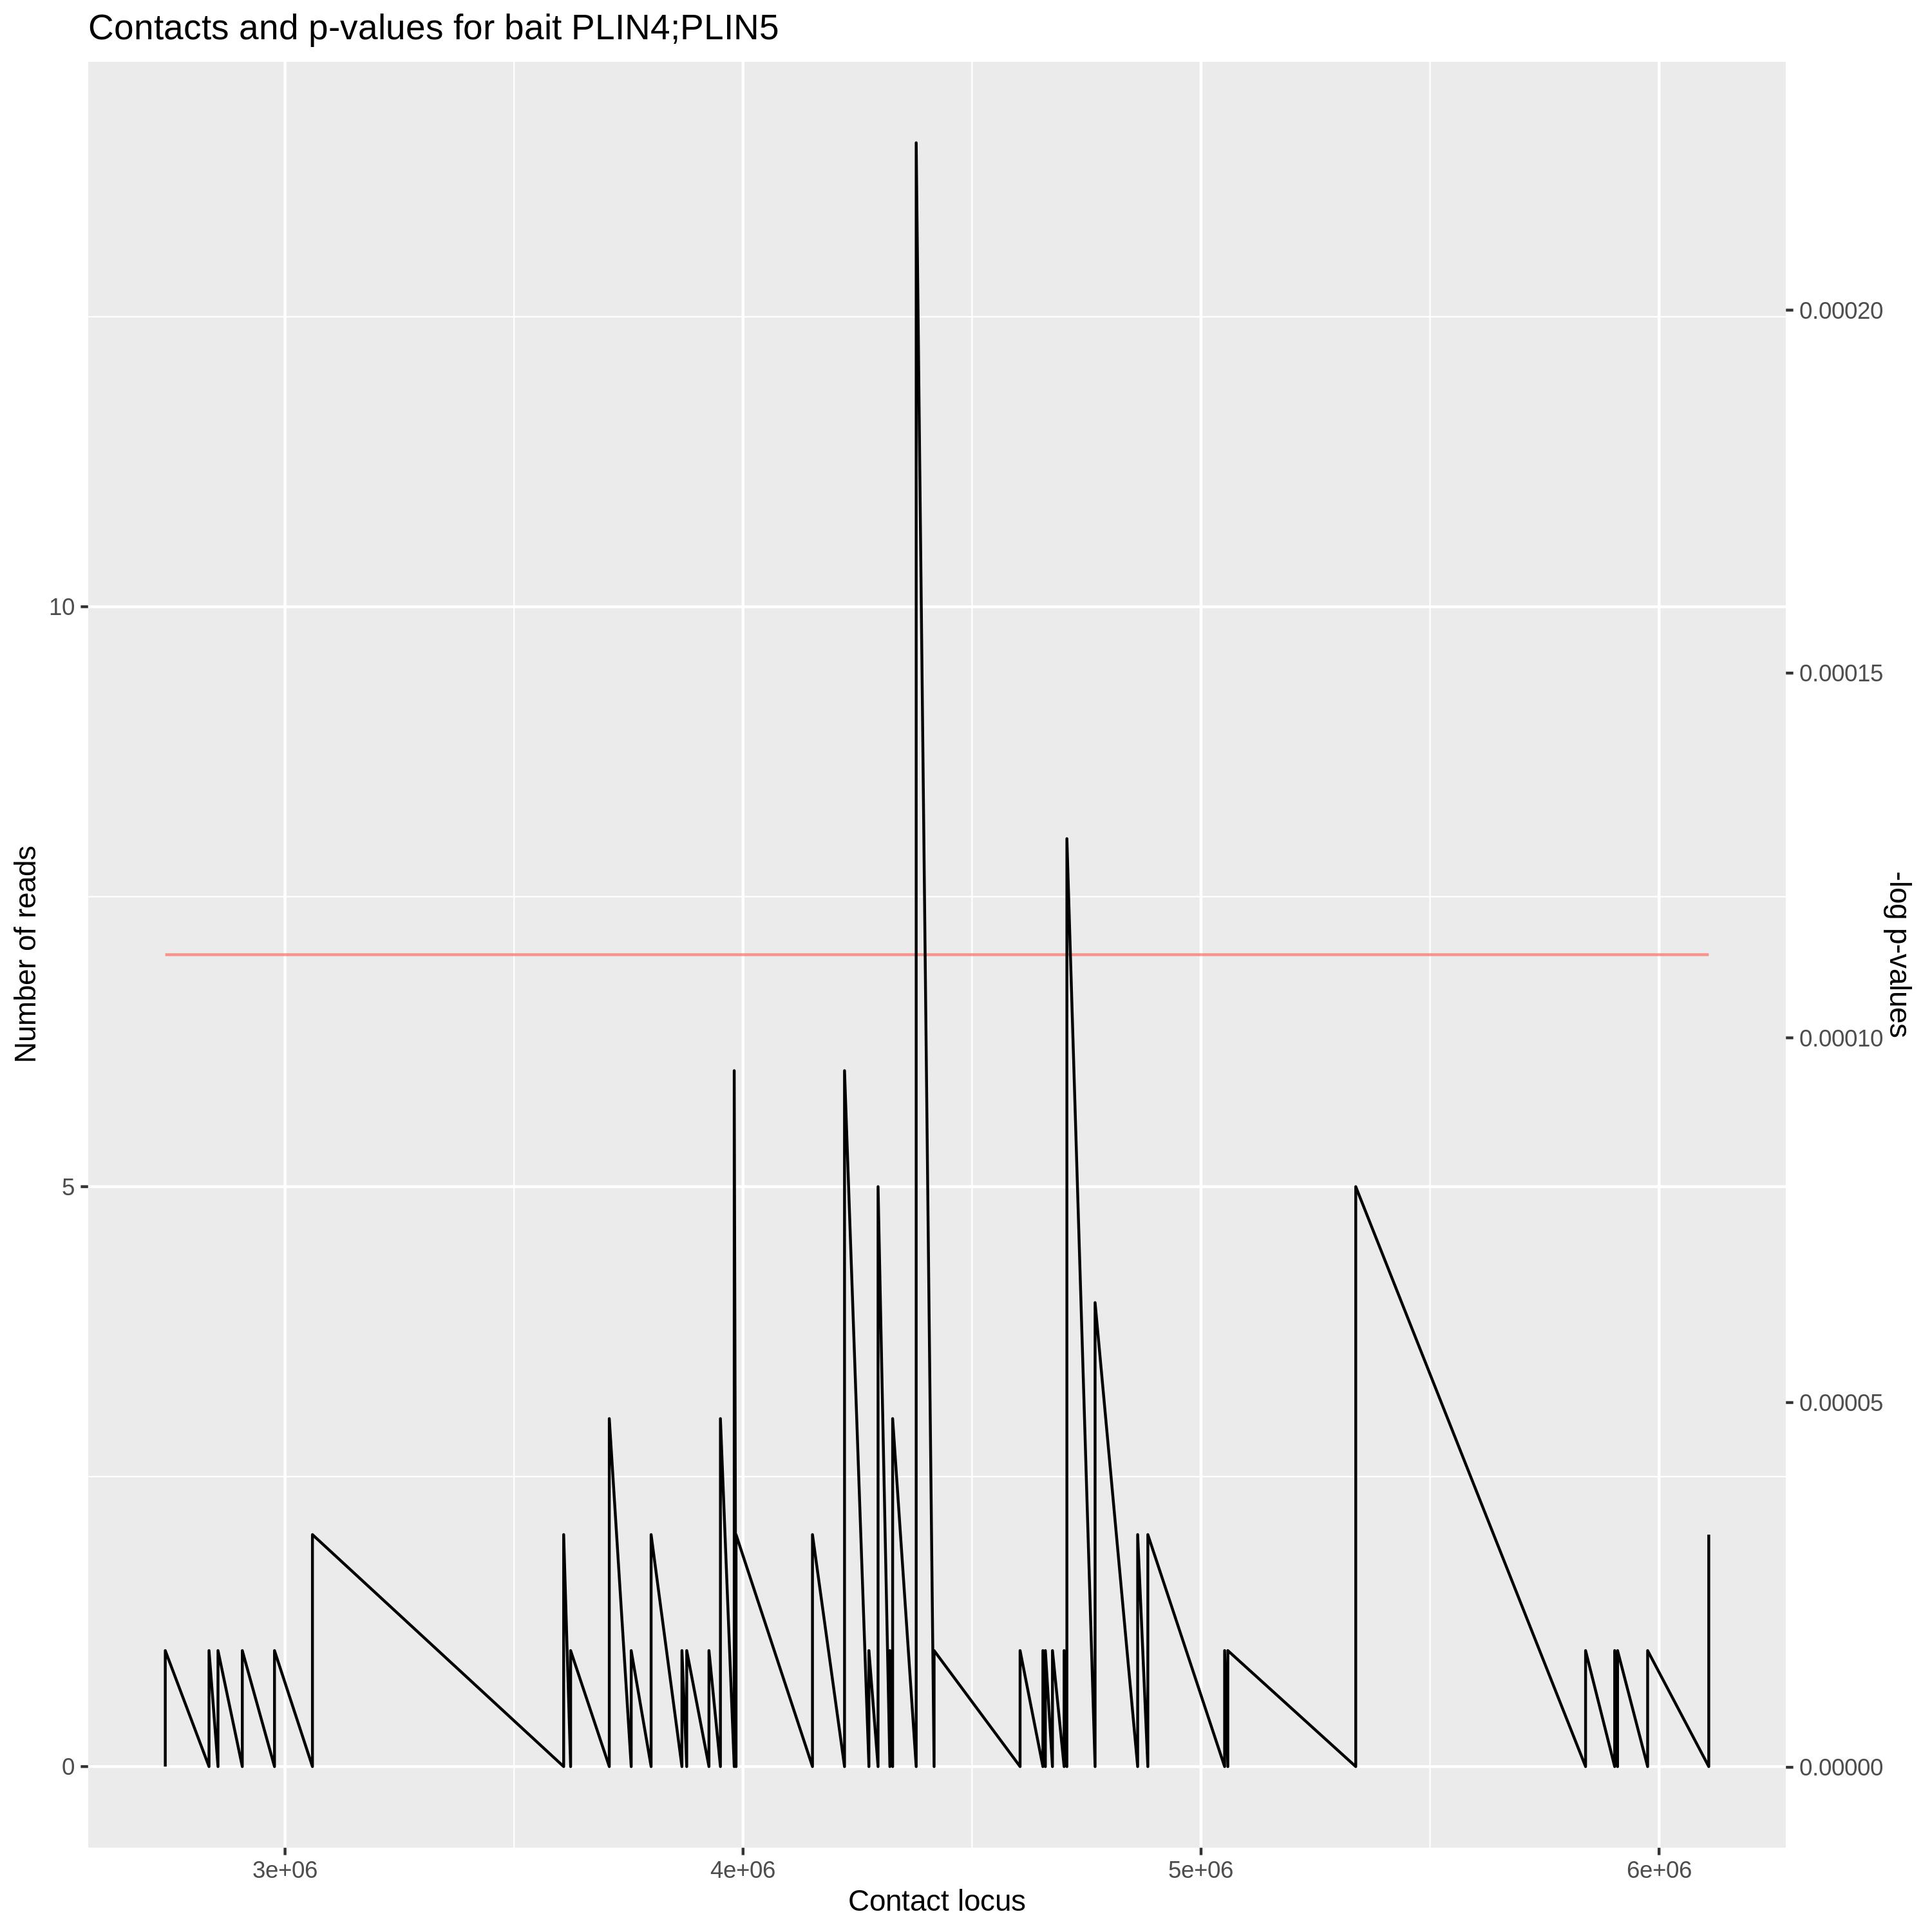 Contacts and p-values for bait PLIN4;PLIN5
Number of reads
10
5
0
0.00020
0.00015
0.00010
0.00005
0.00000
-log p-values
3e+06
4e+06
5e+06
6e+06
Contact locus